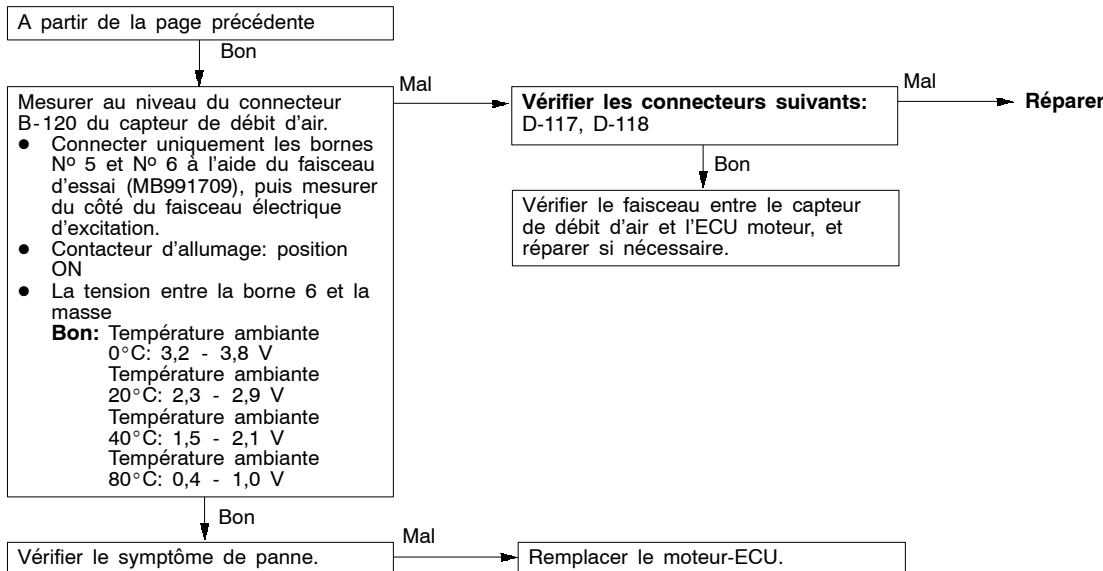 A partir de la page précédente
Bon
Mesurer au niveau du connecteur
B-120 du capteur de débit d'air.
● Connecter uniquement les bornes
Nº 5 et Nº 6 à l'aide du faisceau
d'essai (MB991709), puis mesurer
du côté du faisceau électrique
d'excitation.
● Contacteur d'allumage: position
ON
● La tension entre la borne 6 et la
masse
Bon: Température ambiante
0°C: 3,2 - 3,8 V
Température ambiante
20°C: 2,3 - 2,9 V
Température ambiante
40°C: 1,5 - 2,1 V
Température ambiante
80°C: 0,4 - 1,0 V
Mal
Vérifier les connecteurs suivants:
D-117, D-118
Mal
Réparer
Bon
Vérifier le faisceau entre le capteur
de débit d'air et l'ECU moteur, et
réparer si nécessaire.
Bon
Vérifier le symptôme de panne.
Mal
Remplacer le moteur-ECU.